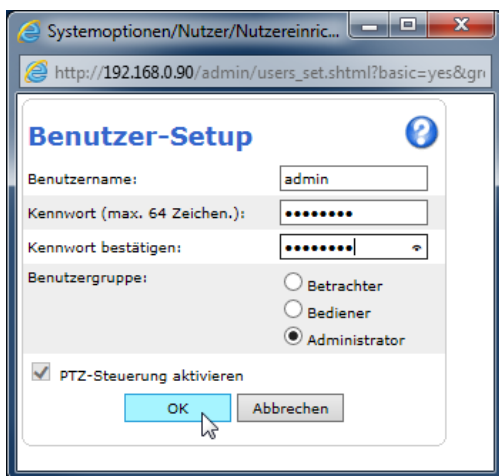 Systemoptionen/Nutzer/Nutzereinric...
http://192.168.0.90/admin/users_set.shtml?basic=yes&gr
Benutzer-Setup
?
Benutzername: admin
Kennwort (max. 64 Zeichen.): ••••••••
Kennwort bestätigen: ••••••••
Benutzergruppe:
Betrachter
Bediener
Administrator
PTZ-Steuerung aktivieren
OK Abbrechen